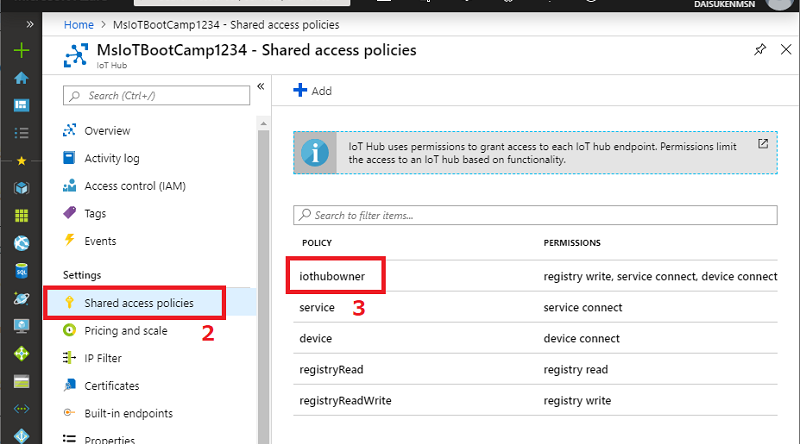 DAISUKENMSN
Home > MsIoTBootCamp1234 - Shared access policies
MsIoTBootCamp1234 - Shared access policies
IoT Hub
Search (Ctrl+/)
Overview
Activity log
Access control (IAM)
Tags
Events
Settings
Shared access policies
2
Pricing and scale
IP Filter
Certificates
Built-in endpoints
Properties
SQL
Add
IoT Hub uses permissions to grant access to each IoT hub endpoint. Permissions limit
the access to an IoT hub based on functionality.
Search to filter items...
POLICY PERMISSIONS
iothubowner registry write, service connect, device connect
service service connect
3
device device connect
registryRead registry read
registryReadWrite registry write